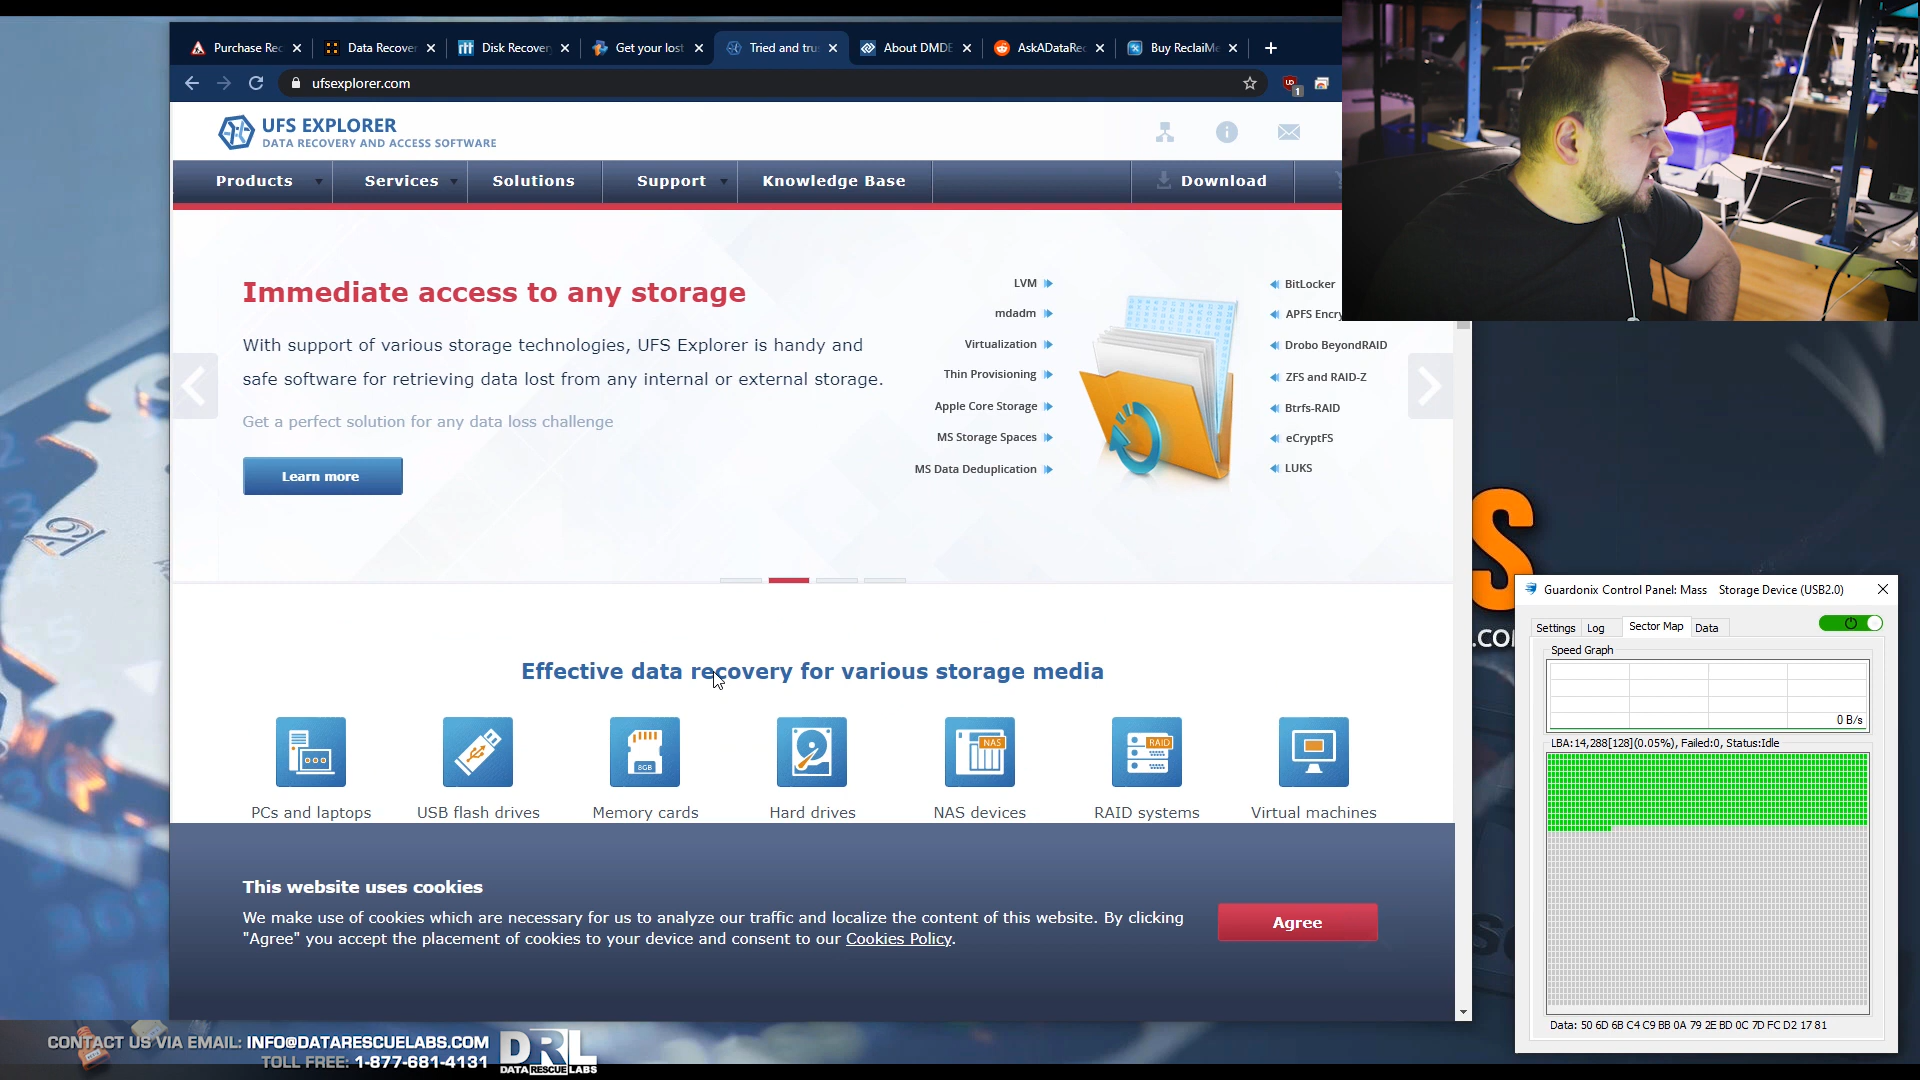 Purchase Rec
Data Recover
Disk Recover
Get your lost
Tried and tru
About DMDE
AskADataRec
Buy ReclaiMe
ufsexplorer.com
1
UFS EXPLORER
DATA RECOVERY AND ACCESS SOFTWARE
Products
Services
Solutions
Support
Knowledge Base
Download
Immediate access to any storage
With support of various storage technologies, UFS Explorer is handy and
safe software for retrieving data lost from any internal or external storage.
Get a perfect solution for any data loss challenge
Learn more
LVM
mdadm
Virtualization
Thin Provisioning
Apple Core Storage
MS Storage Spaces
MS Data Deduplication
BitLocker
APFS Encry
Drobo BeyondRAID
ZFS and RAID-Z
Btrfs-RAID
eCryptFS
LUKS
Effective data recovery for various storage media
8GB
NAS
RAID
PCs and laptops
USB flash drives
Memory cards
Hard drives
NAS devices
RAID systems
Virtual machines
This website uses cookies
We make use of cookies which are necessary for us to analyze our traffic and localize the content of this website. By clicking
"Agree" you accept the placement of cookies to your device and consent to our Cookies Policy.
Agree
S
.CO
Guardonix Control Panel: Mass Storage Device (USB2.0)
Settings
Log
Sector Map
Data
Speed Graph
0 B/s
LBA:14,288[128](0.05%), Failed:0, Status:Idle
Data: 50 6D 6B C4 C9 BB 0A 79 2E BD 0C 7D FC D2 17 81
CONTACT US VIA EMAIL: INFO@DATARESCUELABS.COM
TOLL FREE: 1-877-681-4131
DRL
DATA RESCUE LABS